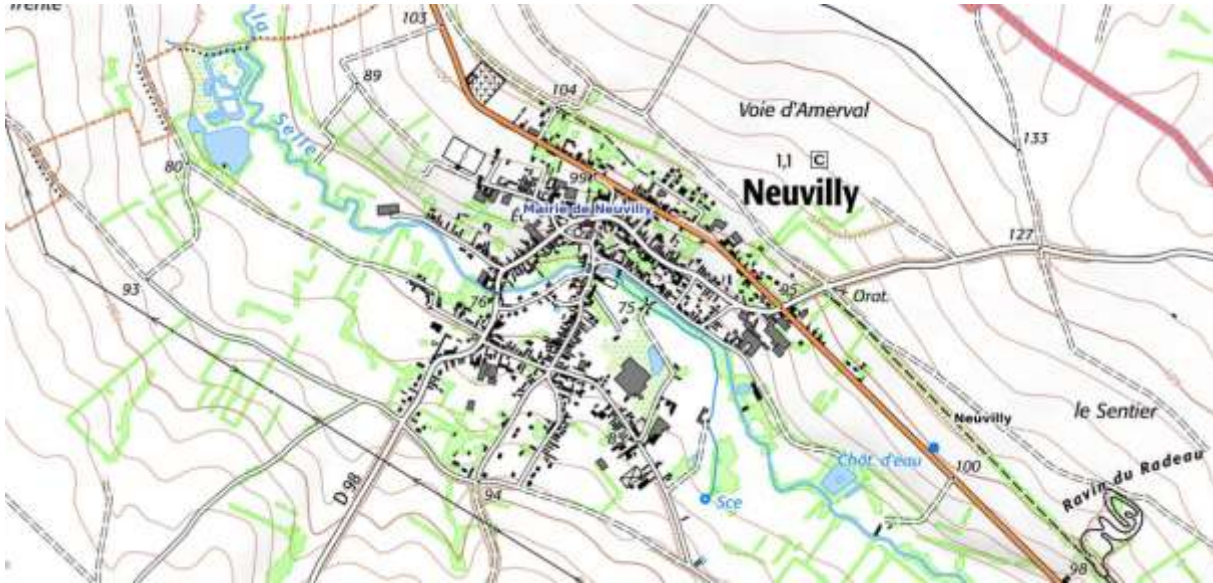 103
la
89
104
Voie d'Amerval
133
Selle
80
99
1,1 C
Neuvilly
Mairie de Neuvilly
127
93
76
75
95
Orat.
Neuvilly
le Sentier
Chât. d'eau
100
Ravin du Radeau
D 98
94
Sce
98